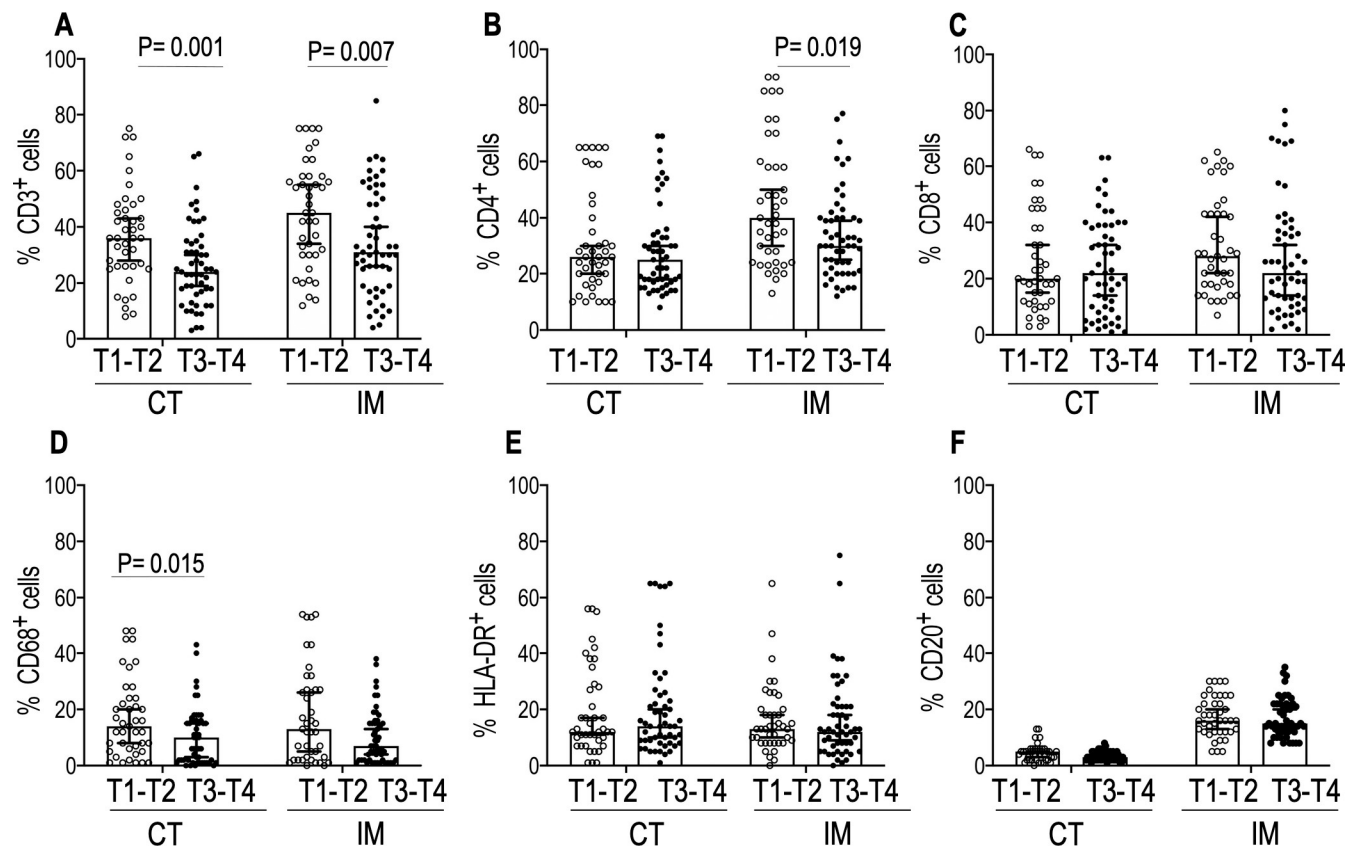 A
P= 0.001
P= 0.007
% CD3+ cells
100
80
60
40
20
0
T1-T2 T3-T4 T1-T2 T3-T4
CT IM
B
P= 0.019
% CD4+ cells
100
80
60
40
20
0
T1-T2 T3-T4 T1-T2 T3-T4
CT IM
C
% CD8+ cells
100
80
60
40
20
0
T1-T2 T3-T4 T1-T2 T3-T4
CT IM
D
P= 0.015
% CD68+ cells
100
80
60
40
20
0
T1-T2 T3-T4 T1-T2 T3-T4
CT IM
E
% HLA-DR+ cells
100
80
60
40
20
0
T1-T2 T3-T4 T1-T2 T3-T4
CT IM
F
% CD20+ cells
100
80
60
40
20
0
T1-T2 T3-T4 T1-T2 T3-T4
CT IM